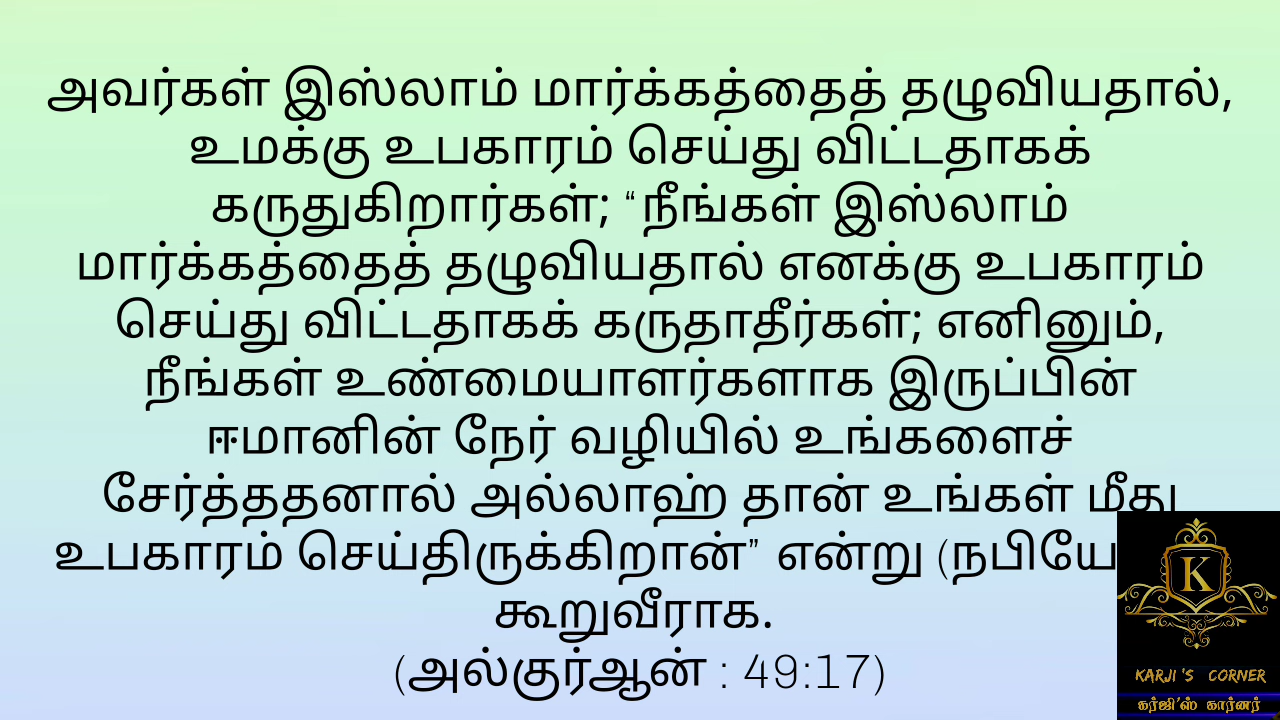 அவர்கள் இஸ்லாம் மார்க்கத்தைத் தழுவியதால்,
உமக்கு உபகாரம் செய்து விட்டதாகக்
கருதுகிறார்கள்; “நீங்கள் இஸ்லாம்
மார்க்கத்தைத் தழுவியதால் எனக்கு உபகாரம்
செய்து விட்டதாகக் கருதாதீர்கள்; எனினும்,
நீங்கள் உண்மையாளர்களாக இருப்பின்
ஈமானின் நேர் வழியில் உங்களைச்
சேர்த்ததனால் அல்லாஹ் தான் உங்கள் மீது
உபகாரம் செய்திருக்கிறான்” என்று
கூறுவீராக.
(அல்குர்ஆன் : 49:17)
K
KARJI'S CORNER
கர்ஜி'ஸ் கார்னர்